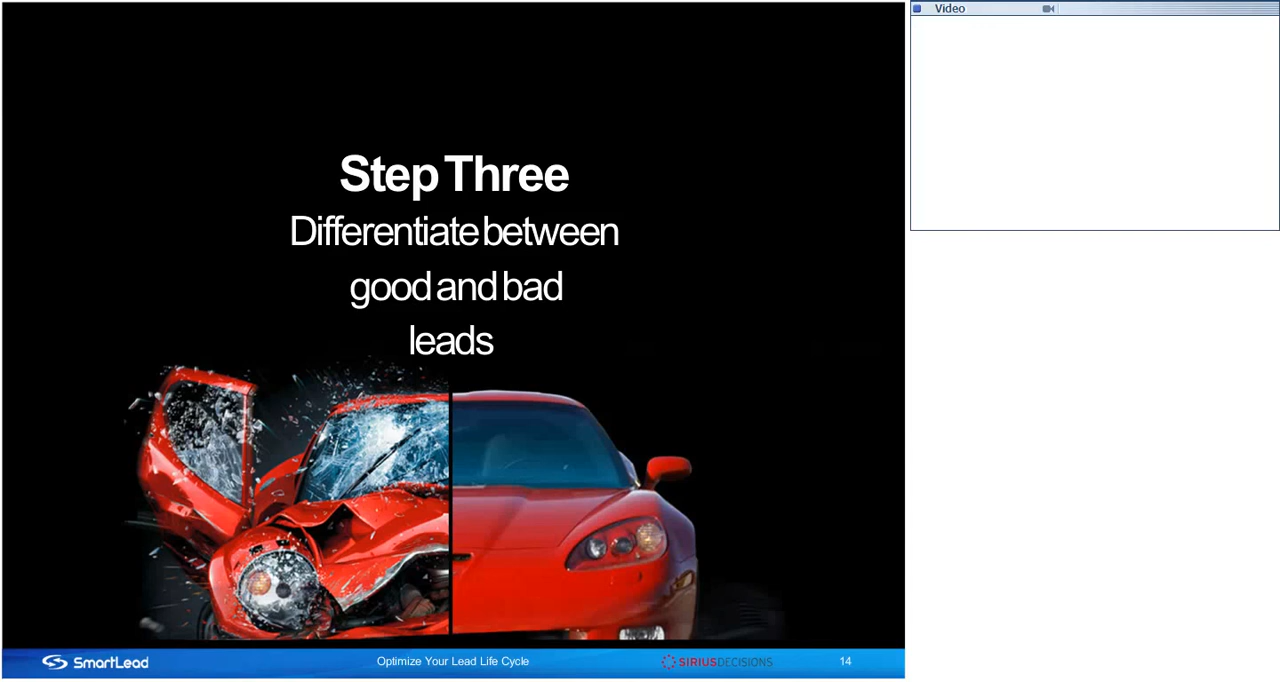 Video
Step Three
Differentiate between
good and bad
leads
SmartLead
Optimize Your Lead Life Cycle
SIRIUSDECISIONS
14